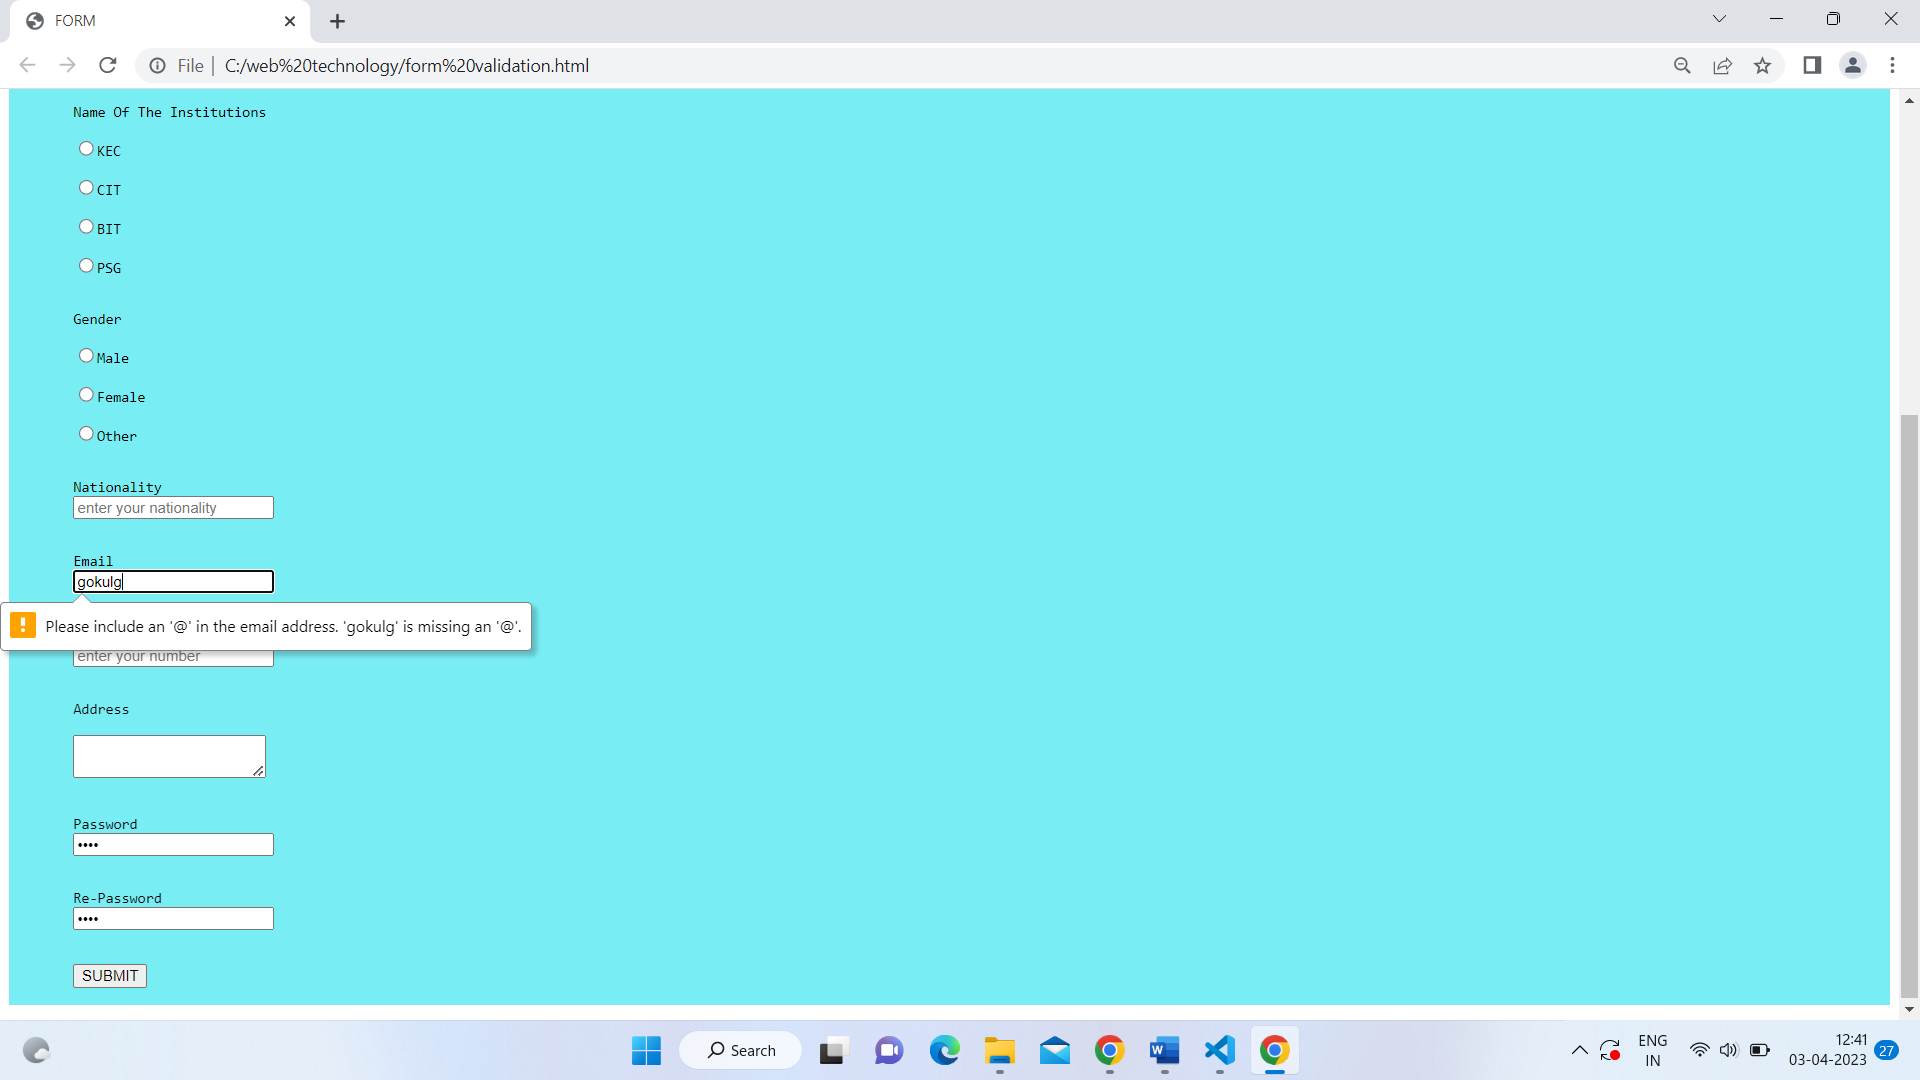 FORM
File
C:/web%20technology/form%20validation.html
Name Of The Institutions
KEC
CIT
BIT
PSG
Gender
Male
Female
Other
Nationality
enter your nationality
Email
gokulg
Please include an '@' in the email address. 'gokulg' is missing an '@'.
enter your number
Address
Password
••••
Re-Password
••••
SUBMIT
Search
ENG
IN
12:41
03-04-2023
27